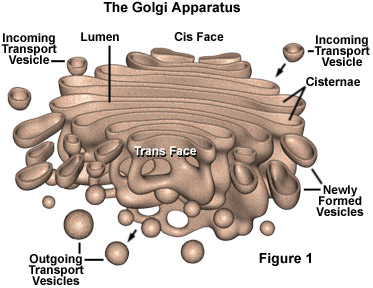 The Golgi Apparatus
Incoming
Transport
Vesicle
Lumen
Cis Face
Incoming
Transport
Vesicle
Cisternae
Trans Face
Newly
Formed
Vesicles
Outgoing
Transport
Vesicles
Figure 1